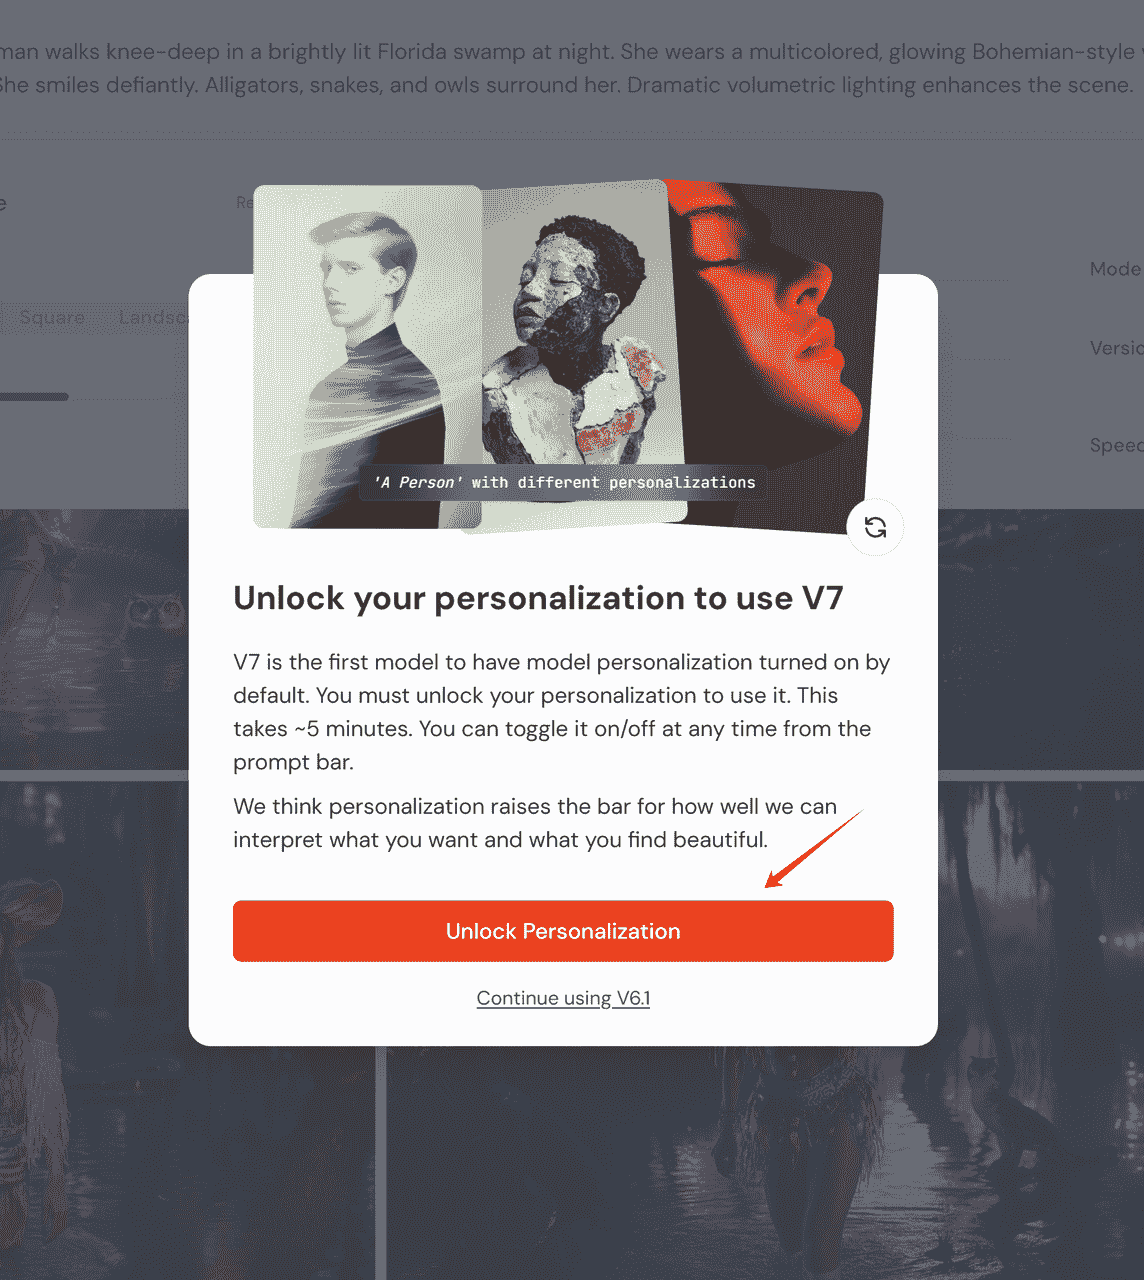 man walks knee-deep in a brightly lit Florida swamp at night. She wears a multicolored, glowing Bohemian-style
She smiles defiantly. Alligators, snakes, and owls surround her. Dramatic volumetric lighting enhances the scene.
Mode
Square Landsc
Versio
Speed
'A Person' with different personalizations
Unlock your personalization to use V7
V7 is the first model to have model personalization turned on by
default. You must unlock your personalization to use it. This
takes ~5 minutes. You can toggle it on/off at any time from the
prompt bar.
We think personalization raises the bar for how well we can
interpret what you want and what you find beautiful.
Unlock Personalization
Continue using V6.1